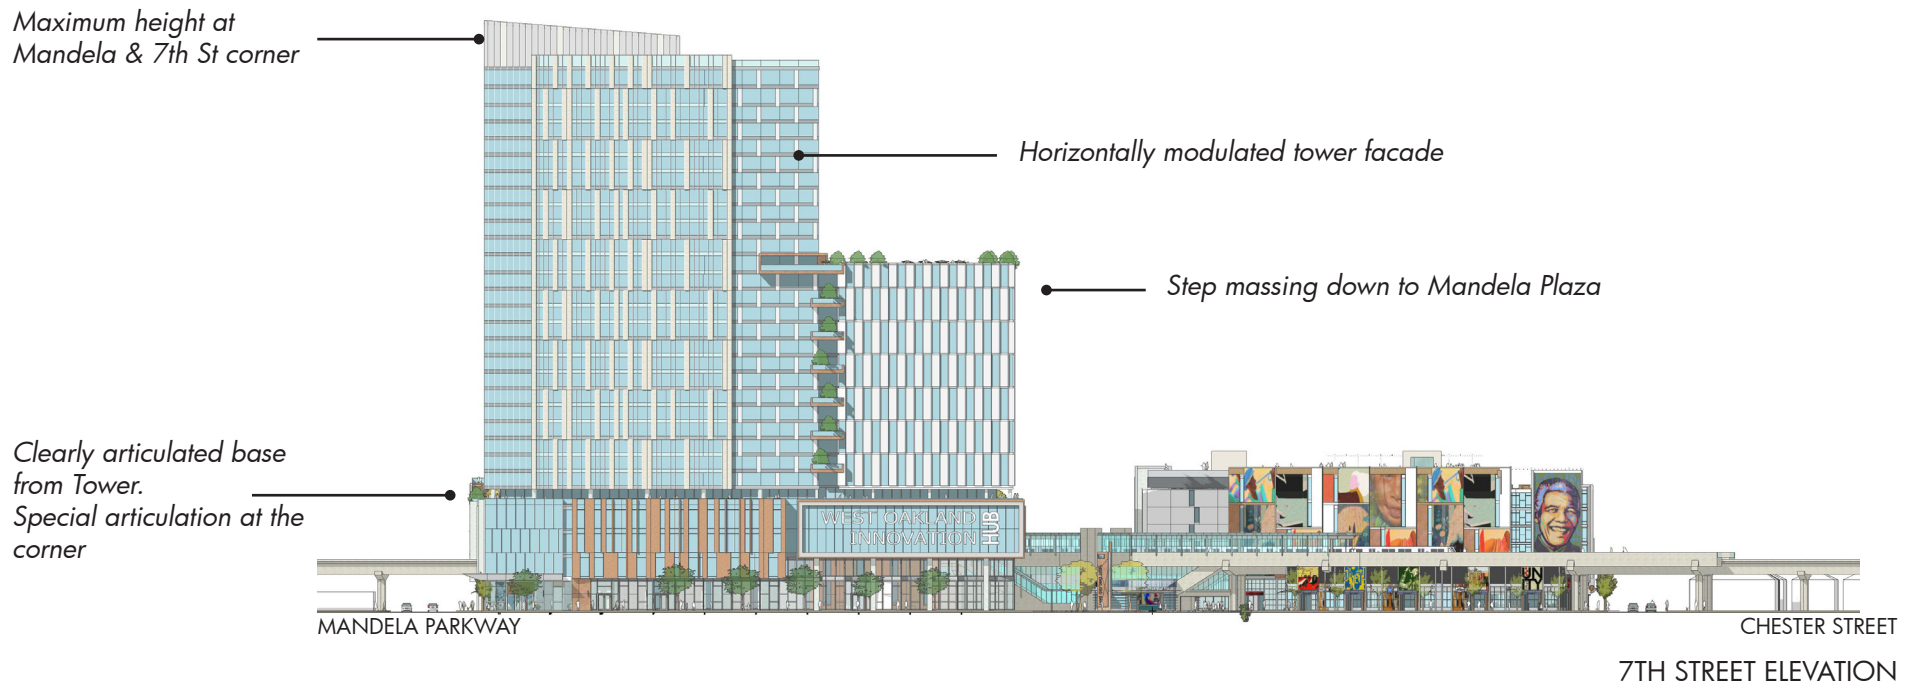 Maximum height at
Mandela & 7th St corner
Horizontally modulated tower facade
Step massing down to Mandela Plaza
Clearly articulated base
from Tower.
Special articulation at the
corner
WEST OAKLAND
INNOVATION
HUB
MANDELA PARKWAY
CHESTER STREET
7TH STREET ELEVATION